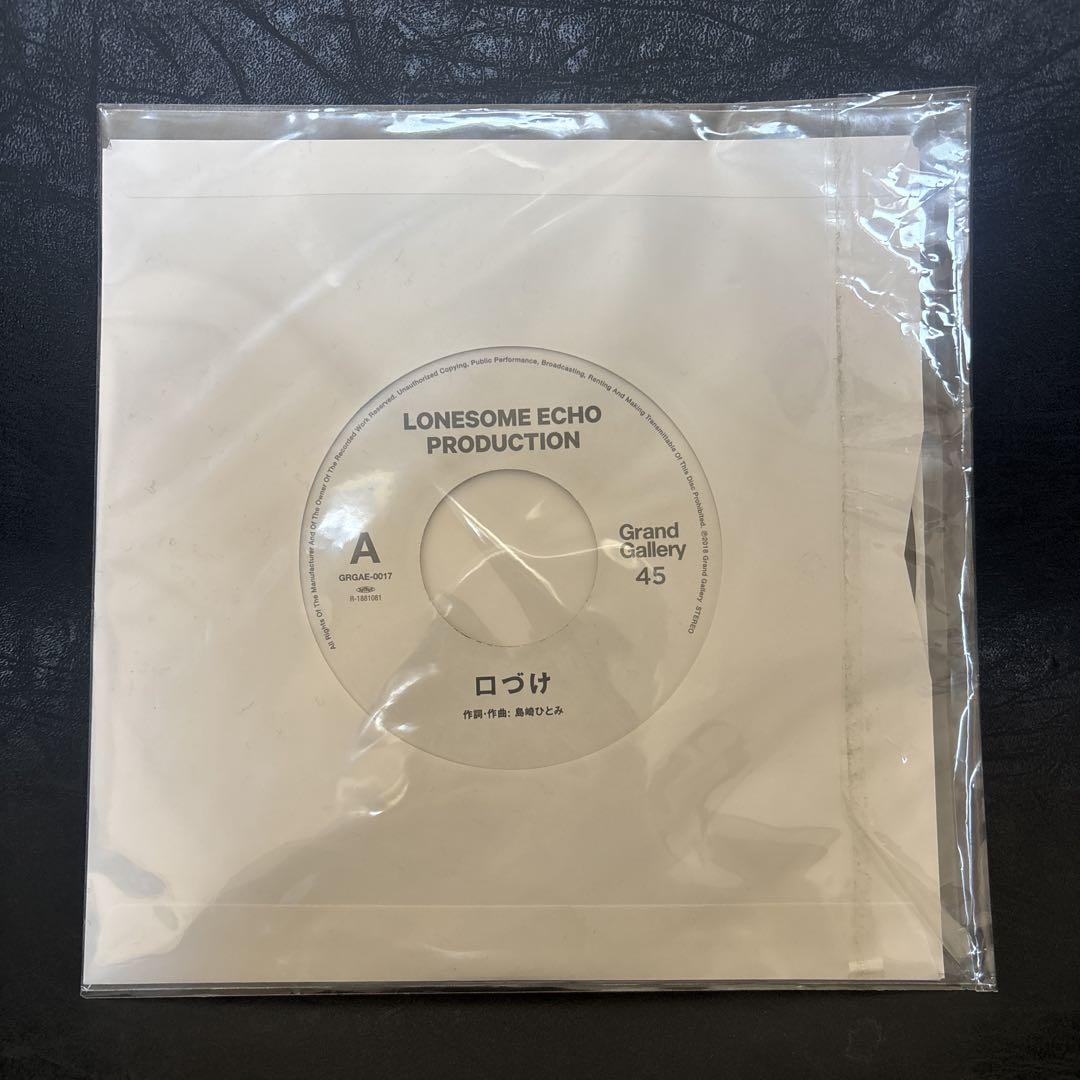 All Rights Of The Manufacturer And Of The Owner Of The Recorded Work Reserved. Unauthorized Copying, Public Performance, Broadcasting, Renting And Making Transmittable Of This Disc Prohibited. ℗2018 Grand Gallery STEREO
LONESOME ECHO
PRODUCTION
A
GRGAE-0017
R-1881081
Grand
Gallery
45
口づけ
作詞・作曲: 島崎ひとみ